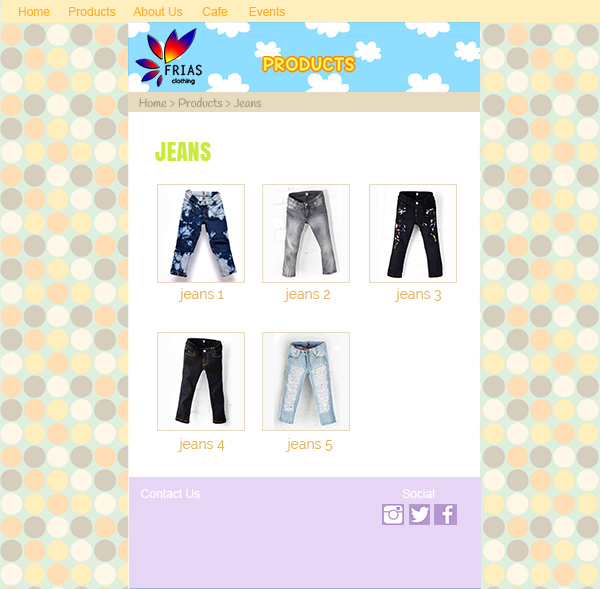 Home Products About Us Cafe Events
FRIAS
clothing
PRODUCTS
Home > Products > Jeans
JEANS
jeans 1 jeans 2 jeans 3
jeans 4 jeans 5
Contact Us Social